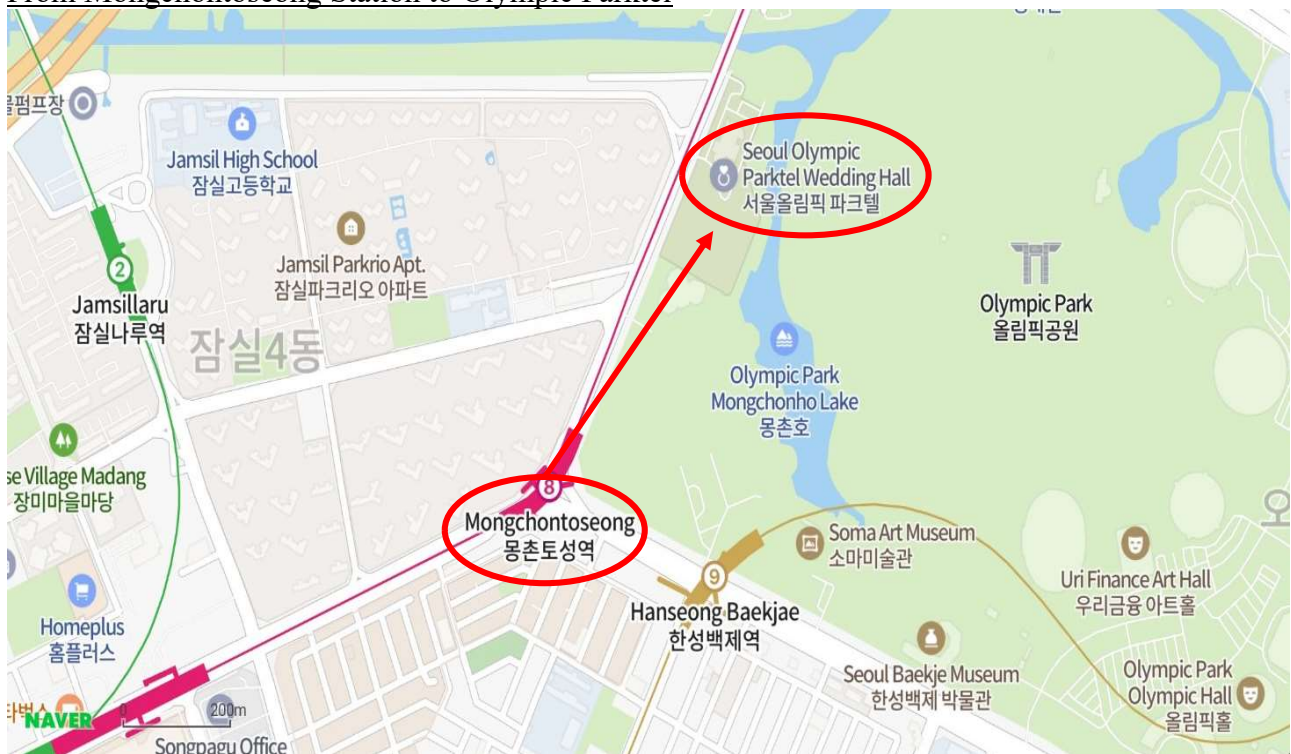 From Mongchontoseong Station to Olympic Parktel
Seoul Olympic
Parktel Wedding Hall
서울올림픽 파크텔
Jamsil High School
잠실고등학교
Jamsil Parkrio Apt.
잠실파크리오 아파트
2
Jamsillaru
잠실나루역
잠실4동
Olympic Park
올림픽공원
Olympic Park
Mongchonho Lake
몽촌호
se Village Madang
장미마을마당
8
Mongchontoseong
몽촌토성역
Soma Art Museum
소마미술관
9
Hanseong Baekjae
한성백제역
Uri Finance Art Hall
우리금융 아트홀
Homeplus
홈플러스
Seoul Baekje Museum
한성백제 박물관
Olympic Park
Olympic Hall
올림픽홀
NAVER
0
200m
Songpagu Office